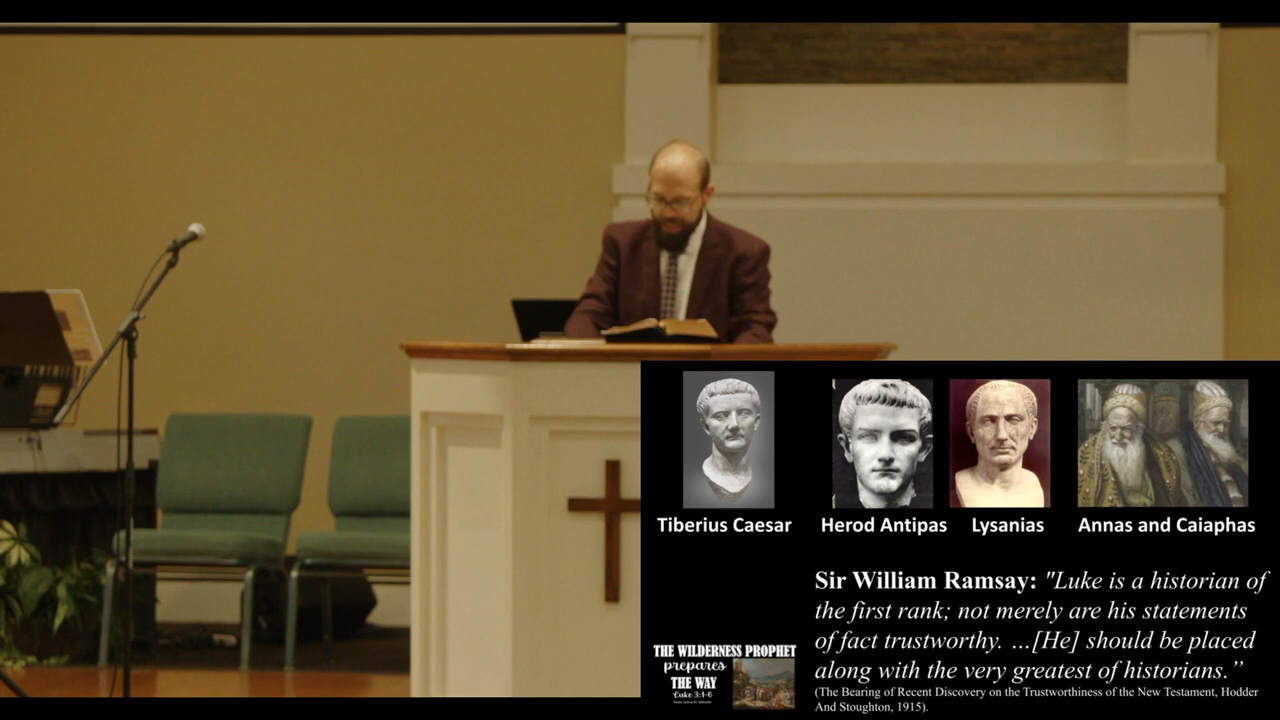 Tiberius Caesar
Herod Antipas
Lysanias
Annas and Caiaphas
Sir William Ramsay: "Luke is a historian of
the first rank; not merely are his statements
of fact trustworthy. ...[He] should be placed
along with the very greatest of historians.”
(The Bearing of Recent Discovery on the Trustworthiness of the New Testament, Hodder
And Stoughton, 1915).
THE WILDERNESS PROPHET
prepares
THE WAY
Luke 3:1-6